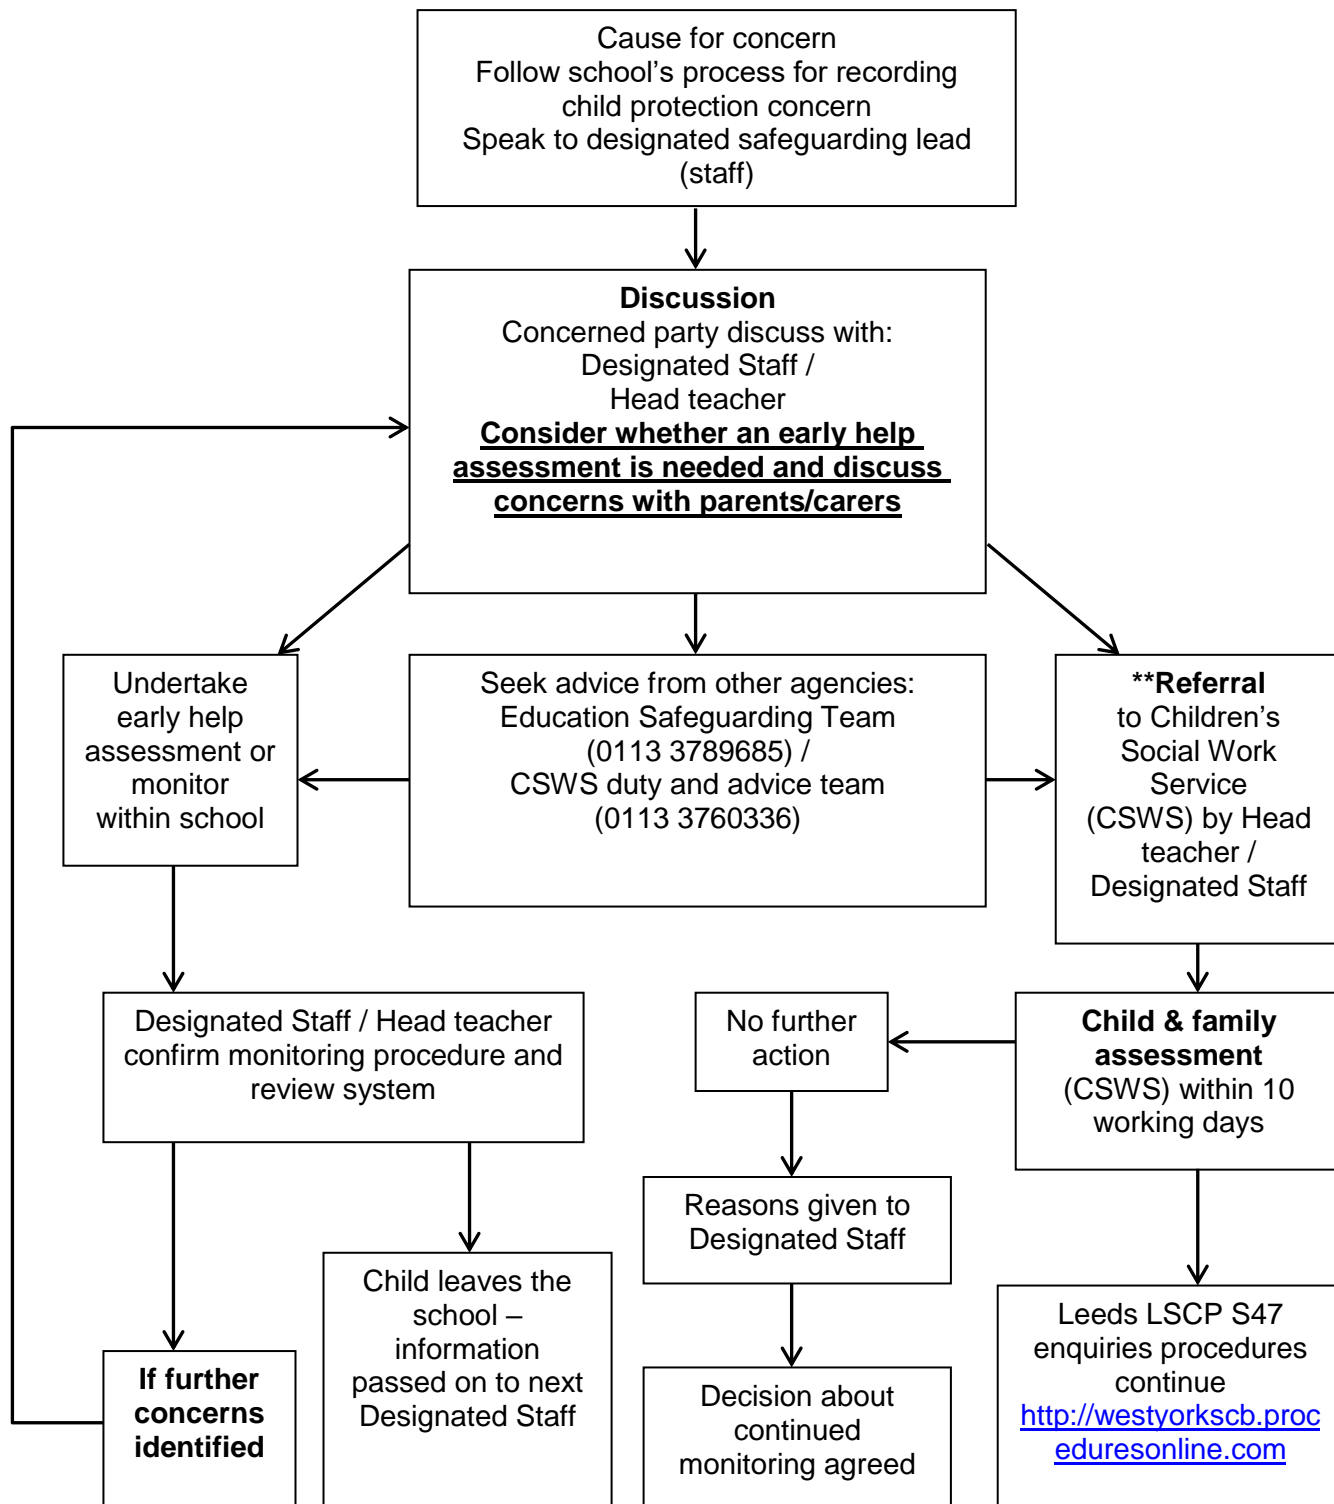 Cause for concern
Follow school's process for recording
child protection concern
Speak to designated safeguarding lead
(staff)
Discussion
Concerned party discuss with:
Designated Staff /
Head teacher
Consider whether an early help
assessment is needed and discuss
concerns with parents/carers
Undertake
early help
assessment or
monitor
within school
Seek advice from other agencies:
Education Safeguarding Team
(0113 3789685) /
CSWS duty and advice team
(0113 3760336)
**Referral
to Children's
Social Work
Service
(CSWS) by Head
teacher /
Designated Staff
Designated Staff / Head teacher
confirm monitoring procedure and
review system
No further
action
Child & family
assessment
(CSWS) within 10
working days
Reasons given to
Designated Staff
Child leaves the
school –
information
passed on to next
Designated Staff
If further
concerns
identified
Decision about
continued
monitoring agreed
Leeds LSCP S47
enquiries procedures
continue
http://westyorkscb.proc
eduresonline.com